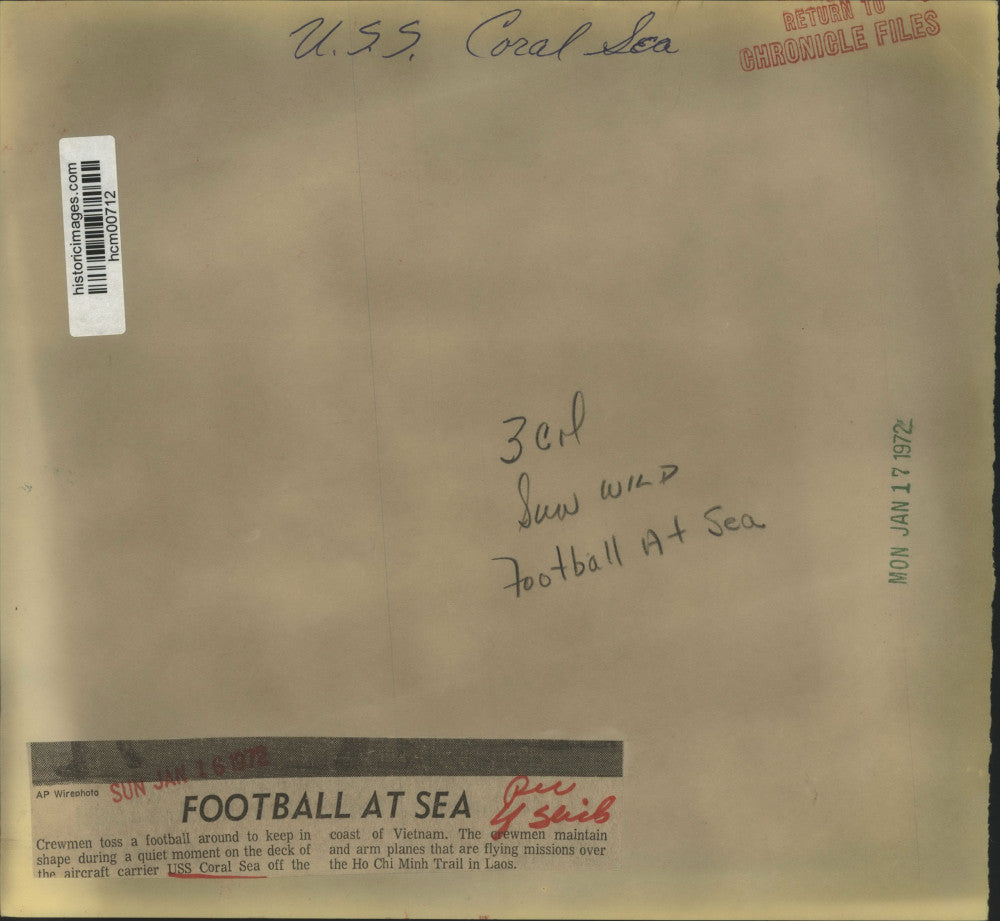 U.S.S. Coral Sea
RETURN TO
CHRONICLE FILES
historicimages.com
hcm00712
3 Col
Sun WILD
Football At Sea
MON JAN 17 1972
SUN JAN 16 1972
AP Wirephoto
FOOTBALL AT SEA
Crewmen toss a football around to keep in
shape during a quiet moment on the deck of
the aircraft carrier USS Coral Sea off the
coast of Vietnam. The crewmen maintain
and arm planes that are flying missions over
the Ho Chi Minh Trail in Laos.